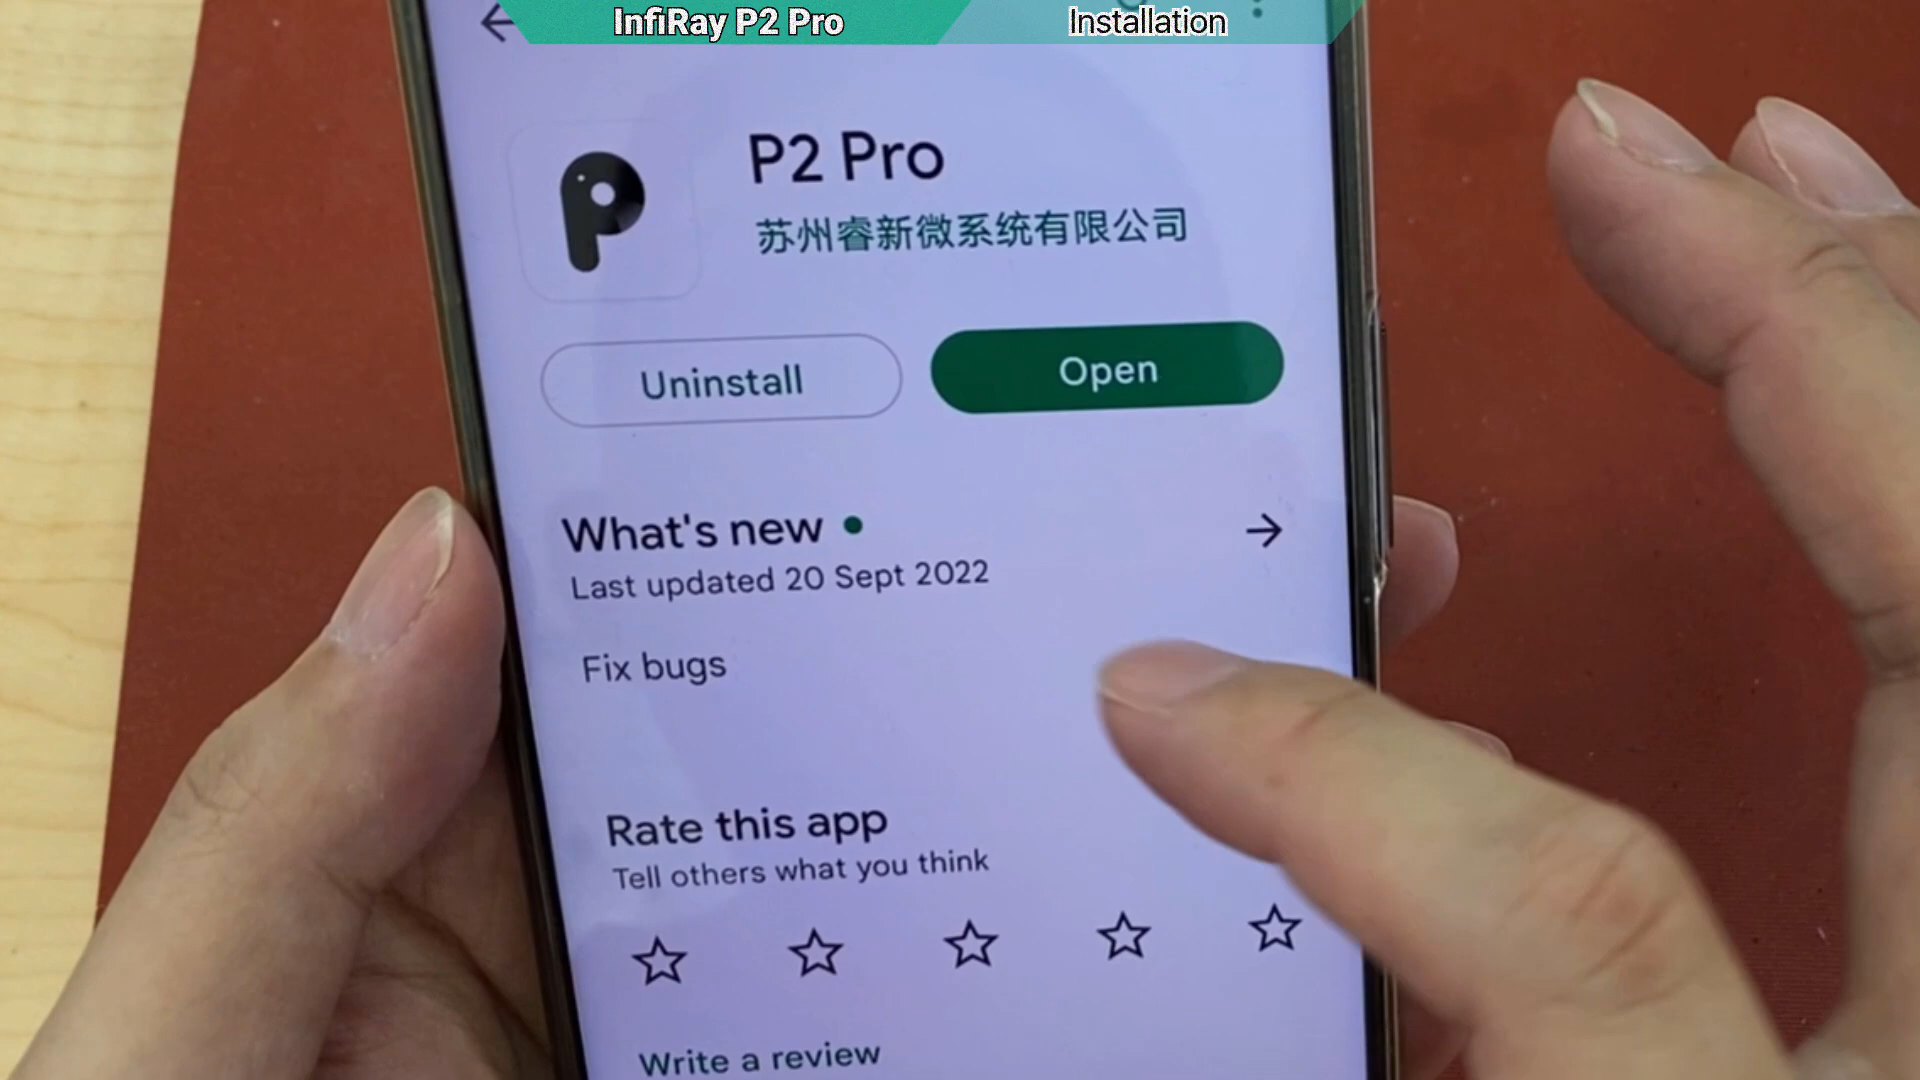 InfiRay P2 Pro
Installation
P2 Pro
苏州睿新微系统有限公司
Uninstall
Open
What's new
Last updated 20 Sept 2022
Fix bugs
Rate this app
Tell others what you think
Write a review